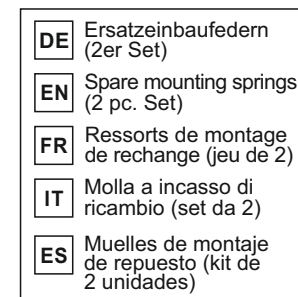 DE Ersatzeinbaufedern
(2er Set)
EN Spare mounting springs
(2 pc. Set)
FR Ressorts de montage
de rechange (jeu de 2)
IT Molla a incasso di
ricambio (set da 2)
ES Muelles de montaje
de repuesto (kit de
2 unidades)